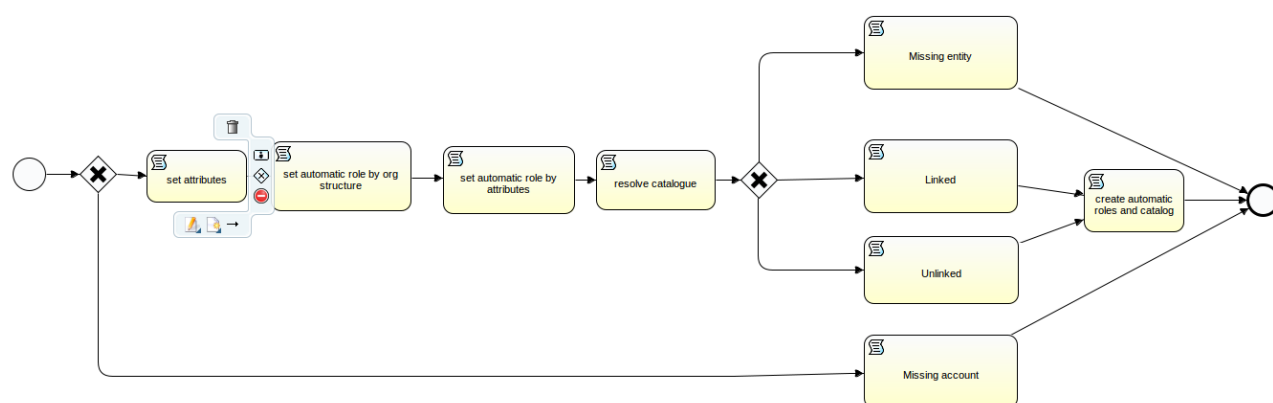 Missing entity
set attributes
set automatic role by org
structure
set automatic role by
attributes
resolve catalogue
Linked
create automatic
roles and catalog
Unlinked
Missing account